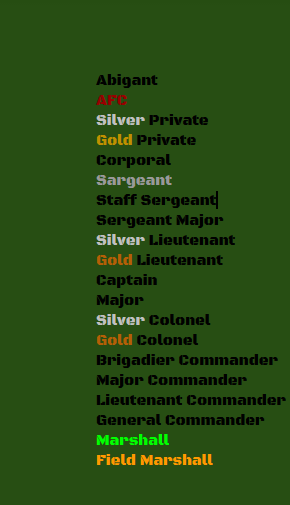 Abigant
AFC
Silver Private
Gold Private
Corporal
Sargeant
Staff Sergeant
Sergeant Major
Silver Lieutenant
Gold Lieutenant
Captain
Major
Silver Colonel
Gold Colonel
Brigadier Commander
Major Commander
Lieutenant Commander
General Commander
Marshall
Field Marshall